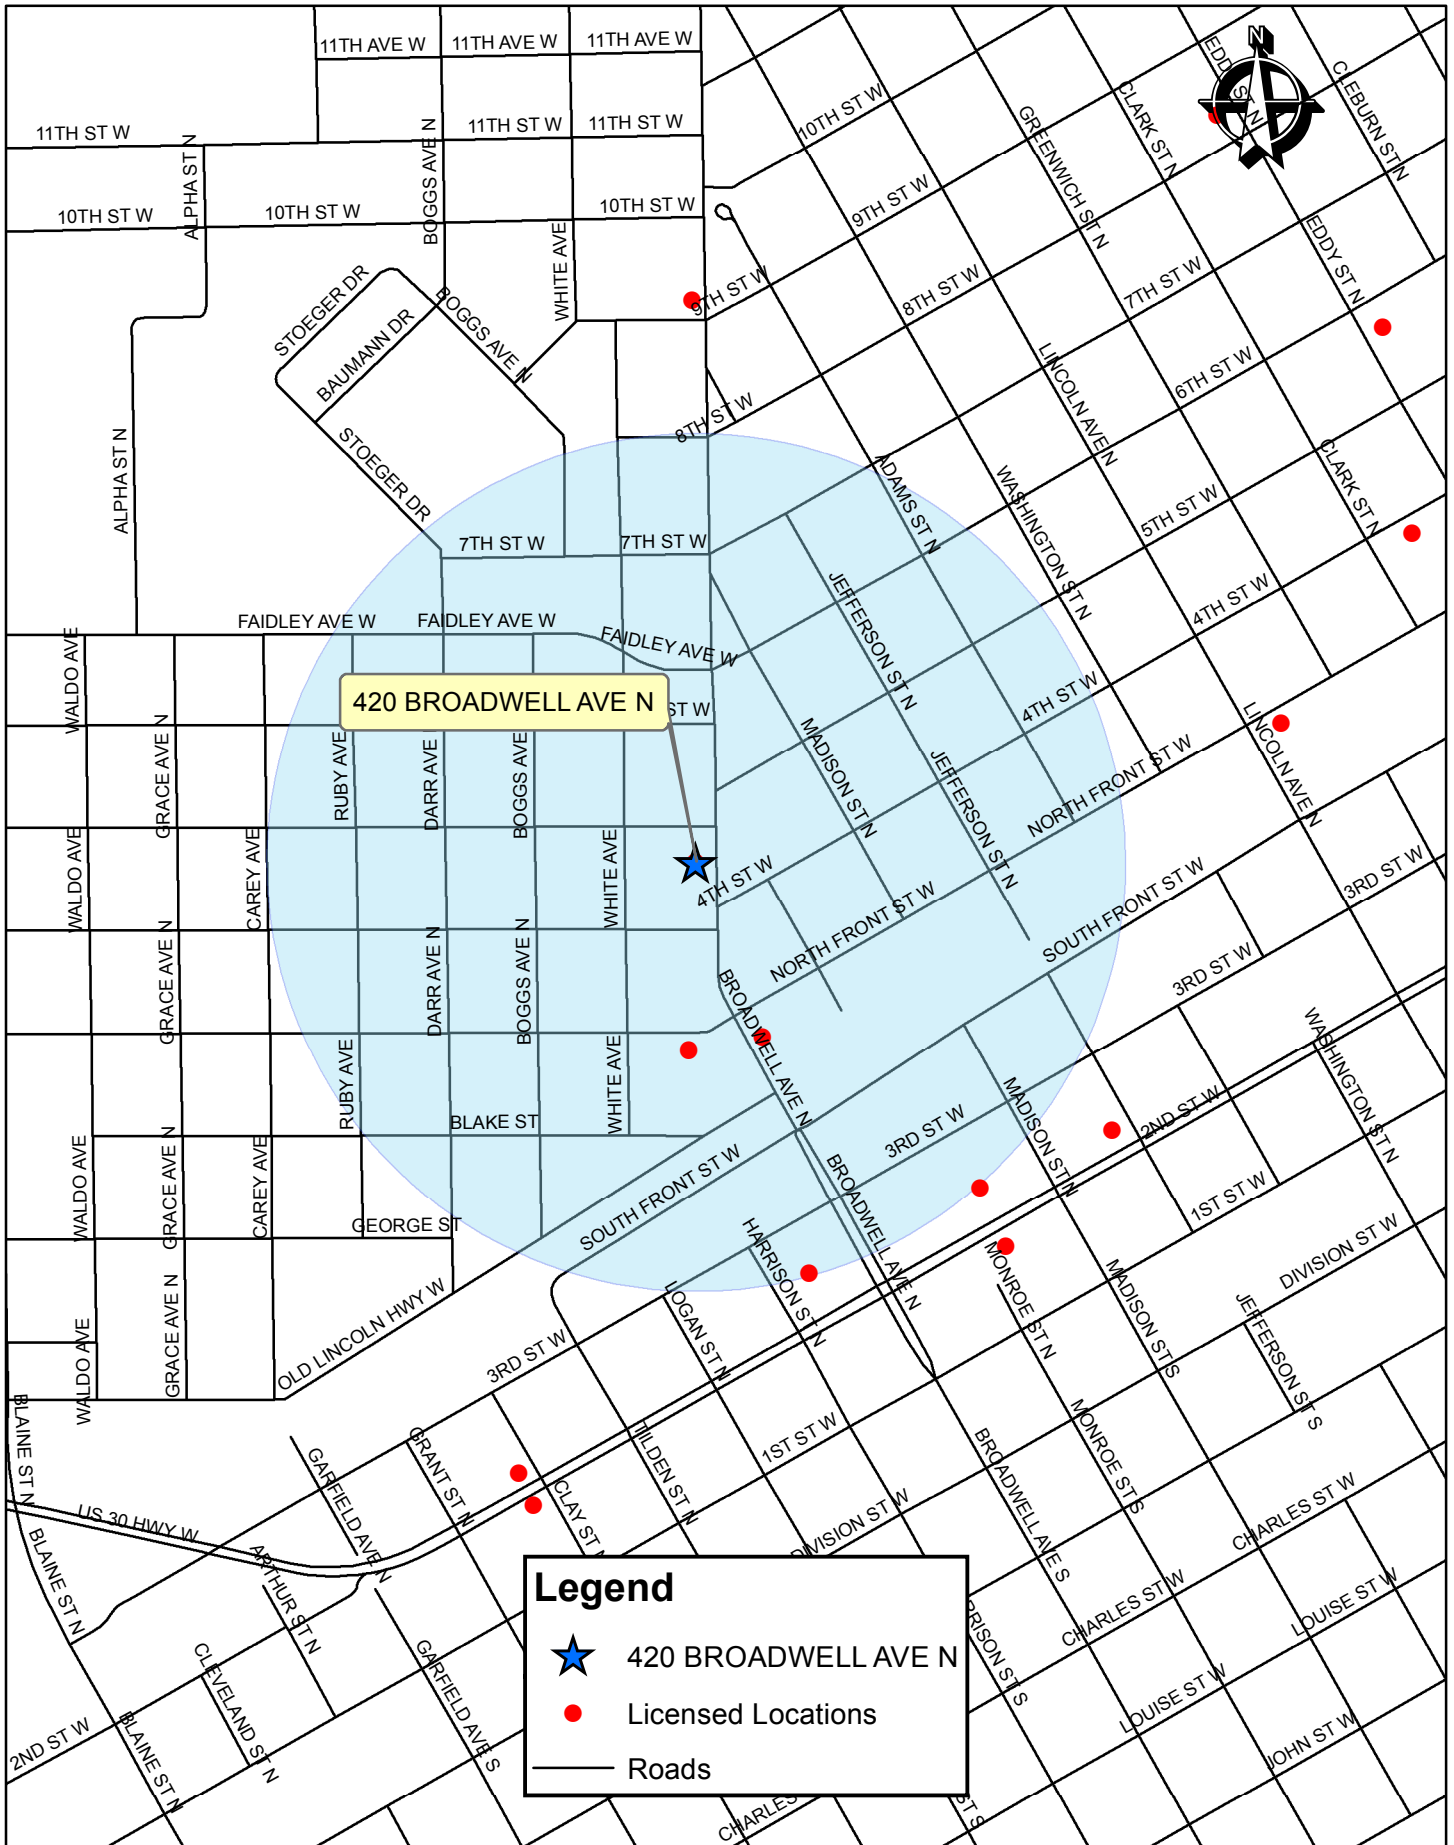 11TH AVE W
11TH AVE W
11TH AVE W
N
EDDY ST N
CLEBURN ST N
11TH ST W
11TH ST W
11TH ST W
10TH ST W
CLARK ST N
GREENWICH ST N
ALPHA ST N
BOGGS AVE N
10TH ST W
10TH ST W
10TH ST W
9TH ST W
EDDY ST N
WHITE AVE
STOEGER DR
BAUMANN DR
BOGGS AVE N
9TH ST W
8TH ST W
7TH ST W
LINCOLN AVE N
6TH ST W
8TH ST W
STOEGER DR
ALPHA ST N
ADAMS ST N
WASHINGTON ST N
5TH ST W
CLARK ST N
7TH ST W
7TH ST W
JEFFERSON ST N
4TH ST W
FAIDLEY AVE W
FAIDLEY AVE W
FAIDLEY AVE W
WALDO AVE
420 BROADWELL AVE N
ST W
4TH ST W
LINCOLN AVE N
GRACE AVE N
RUBY AVE
DARR AVE
BOGGS AVE
MADISON ST N
JEFFERSON ST N
NORTH FRONT ST W
WALDO AVE
CAREY AVE
WHITE AVE
4TH ST W
3RD ST W
NORTH FRONT ST W
SOUTH FRONT ST W
3RD ST W
GRACE AVE N
DARR AVE N
BOGGS AVE N
BROADWELL AVE N
WASHINGTON ST N
RUBY AVE
WHITE AVE
BLAKE ST
MADISON ST N
2ND ST W
3RD ST W
WALDO AVE
GRACE AVE N
CAREY AVE
GEORGE ST
SOUTH FRONT ST W
BROADWELL AVE N
1ST ST W
HARRISON ST N
MONROE ST N
MADISON ST S
DIVISION ST W
JEFFERSON ST S
WALDO AVE
GRACE AVE N
OLD LINCOLN HWY W
LOGAN ST N
3RD ST W
BLAINE ST N
GARFIELD AVE N
GRANT ST N
TILDEN ST N
1ST ST W
BROADWELL AVE S
MONROE ST S
CLAY ST N
DIVISION ST W
CHARLES ST W
US 30 HWY W
BLAINE ST N
ARTHUR ST N
CHARLES ST W
LOUISE ST W
Legend
420 BROADWELL AVE N
Licensed Locations
Roads
RRISON ST S
CLEVELAND ST N
GARFIELD AVE S
LOUISE ST W
2ND ST W
BLAINE ST N
JOHN ST W
CHARLES
ST S